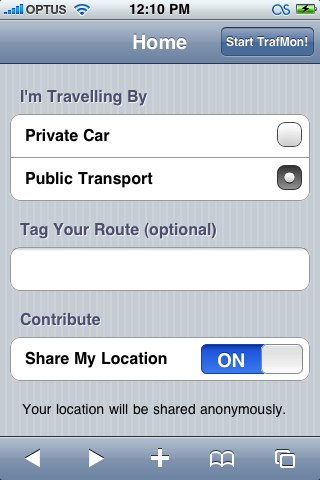 OPTUS 12:10 PM
Home
Start TrafMon!
I'm Travelling By
Private Car
Public Transport
Tag Your Route (optional)
Contribute
Share My Location ON
Your location will be shared anonymously.